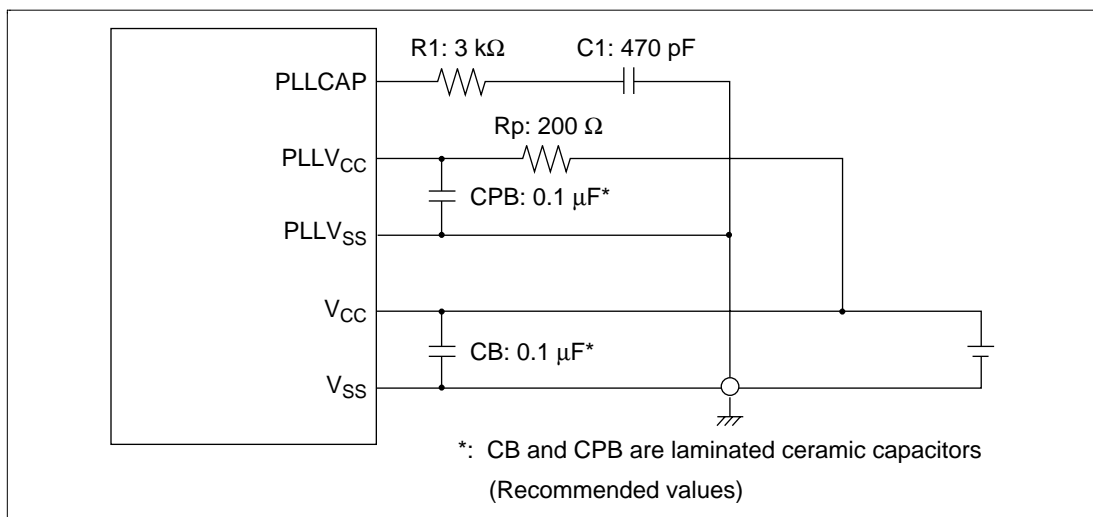 R1: 3 kΩ
C1: 470 pF
PLLCAP
Rp: 200 Ω
PLLVCC
CPB: 0.1 μF*
PLLVSS
VCC
CB: 0.1 μF*
VSS
*: CB and CPB are laminated ceramic capacitors
(Recommended values)